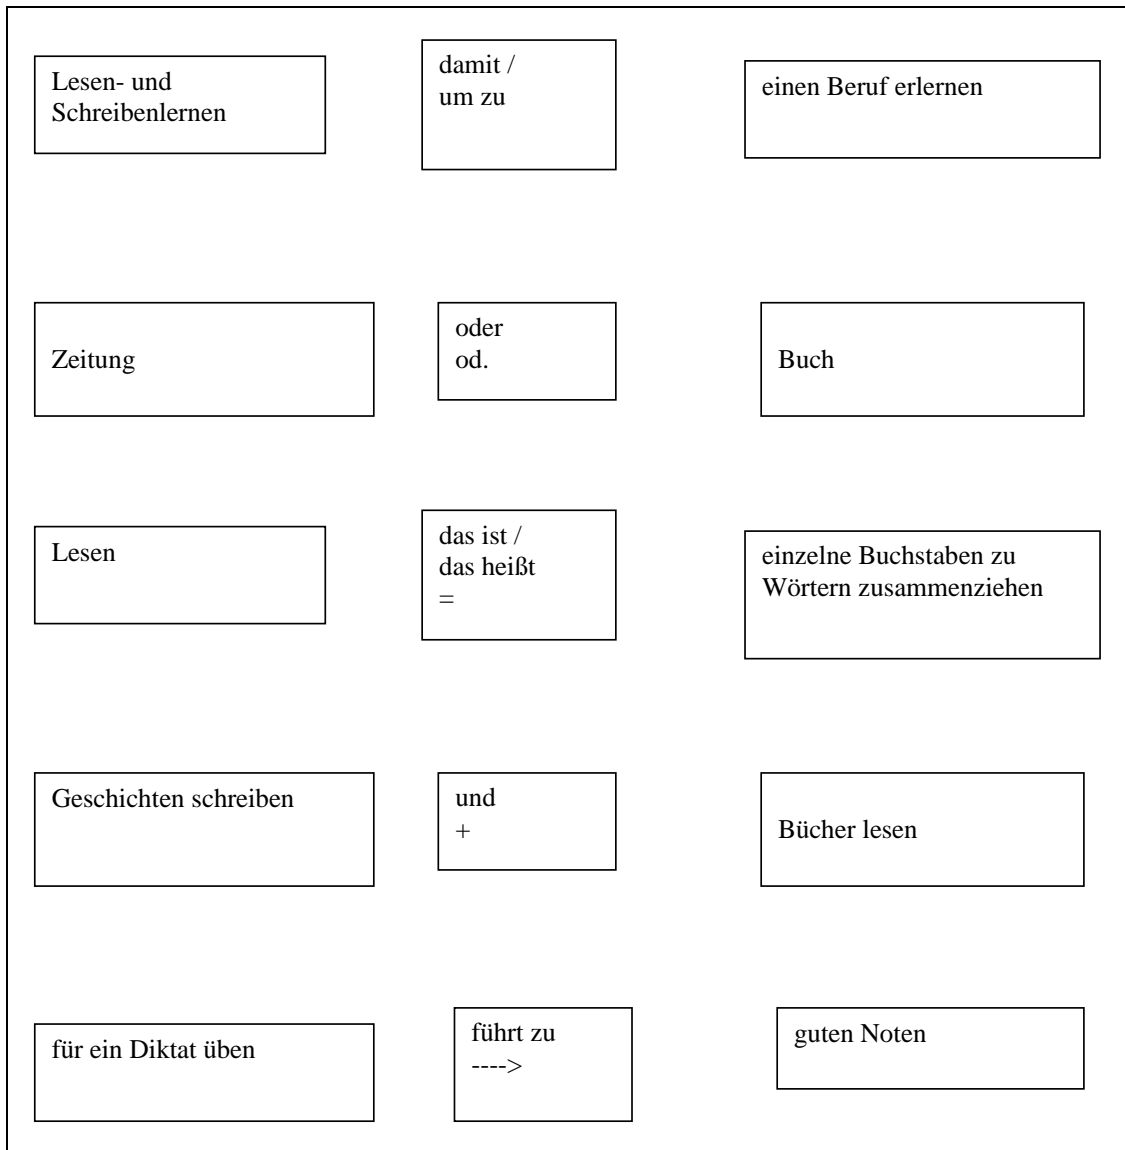 Lesen- und
Schreibenlernen
damit /
um zu
einen Beruf erlernen
Zeitung
oder
od.
Buch
Lesen
das ist /
das heißt
=
einzelne Buchstaben zu
Wörtern zusammenziehen
Geschichten schreiben
und
+
Bücher lesen
für ein Diktat üben
führt zu
---->
guten Noten